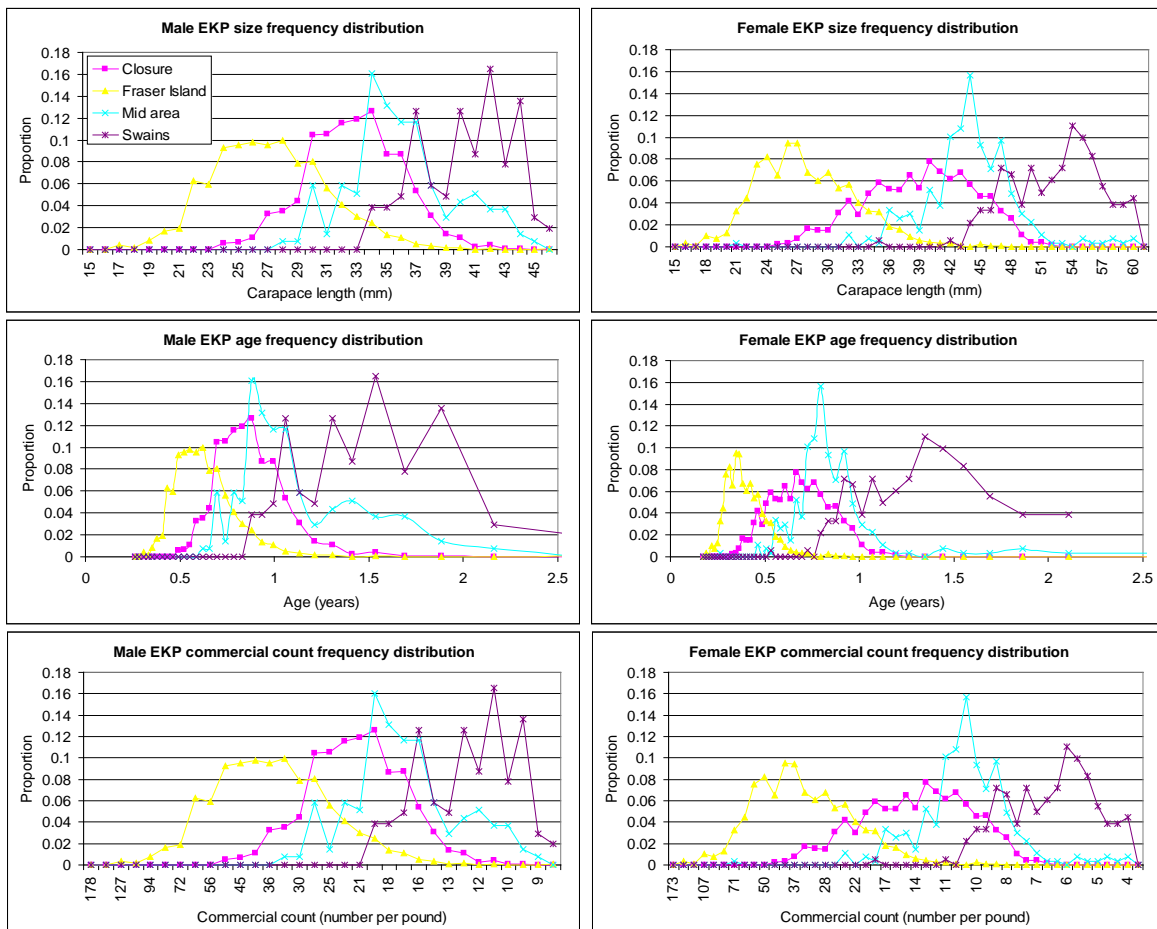 Male EKP size frequency distribution
0.18
0.16
0.14
0.12
0.1
0.08
0.06
0.04
0.02
0
Proportion
Closure
Fraser Island
Mid area
Swains
15 17 19 21 23 25 27 29 31 33 35 37 39 41 43 45
Carapace length (mm)
Female EKP size frequency distribution
0.18
0.16
0.14
0.12
0.1
0.08
0.06
0.04
0.02
0
Proportion
15 18 21 24 27 30 33 36 39 42 45 48 51 54 57 60
Carapace length (mm)
Male EKP age frequency distribution
0.18
0.16
0.14
0.12
0.1
0.08
0.06
0.04
0.02
0
Proportion
0 0.5 1 1.5 2 2.5
Age (years)
Female EKP age frequency distribution
0.18
0.16
0.14
0.12
0.1
0.08
0.06
0.04
0.02
0
Proportion
0 0.5 1 1.5 2 2.5
Age (years)
Male EKP commercial count frequency distribution
0.18
0.16
0.14
0.12
0.1
0.08
0.06
0.04
0.02
0
Proportion
178 127 94 72 56 45 36 30 25 21 18 16 13 12 10 9
Commercial count (number per pound)
Female EKP commercial count frequency distribution
0.18
0.16
0.14
0.12
0.1
0.08
0.06
0.04
0.02
0
Proportion
173 107 71 50 37 28 22 17 14 11 10 8 7 6 5 4
Commercial count (number per pound)